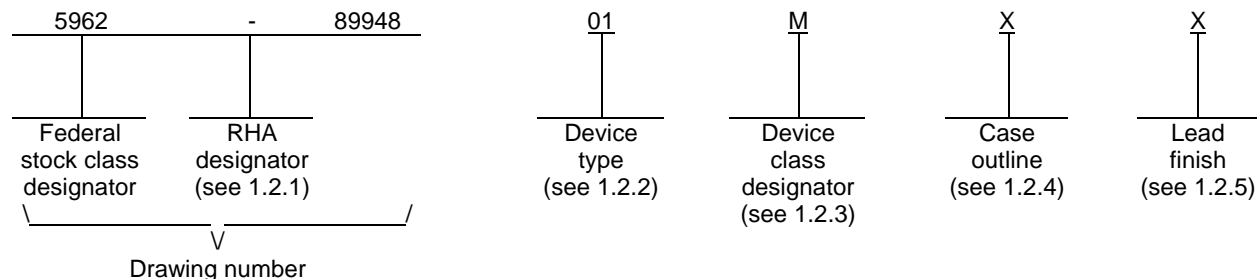 5962 - 89948 01 M X X
Federal stock class designator
RHA designator (see 1.2.1)
Device type (see 1.2.2)
Device class designator (see 1.2.3)
Case outline (see 1.2.4)
Lead finish (see 1.2.5)
Drawing number